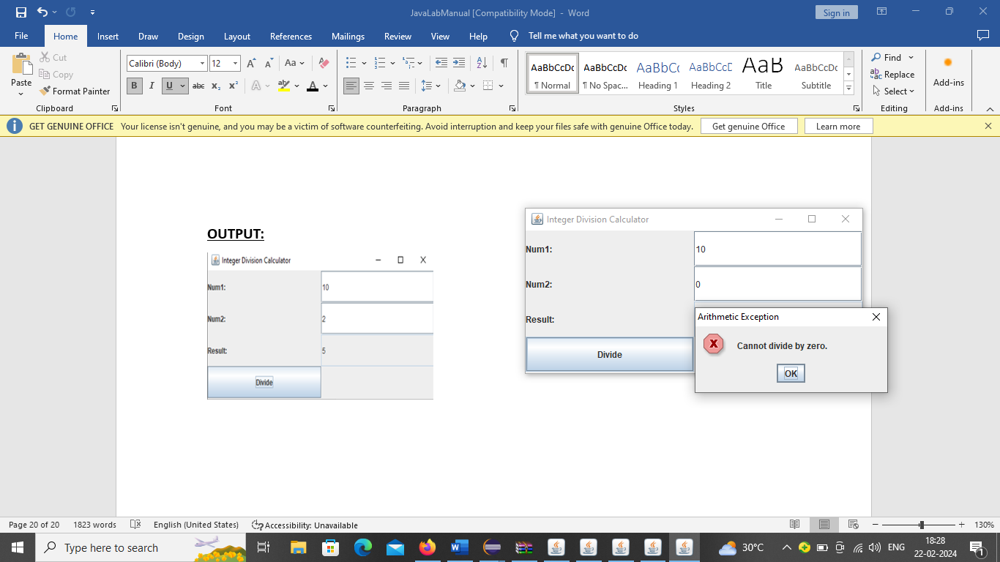 JavaLabManual [Compatibility Mode] - Word
Sign in
File Home Insert Draw Design Layout References Mailings Review View Help Tell me what you want to do
Paste
Cut
Copy
Format Painter
Clipboard
Calibri (Body) 12 A A Aa A
B I U abc x₂ x² A ab A
Font
A Z ¶
Paragraph
AaBbCcDc AaBbCcDc AaBbCc AaBbCcD AaB AaBbCcDc
¶ Normal ¶ No Spac... Heading 1 Heading 2 Title Subtitle
Styles
Find
Replace
Select
Editing
Add-ins
Add-ins
GET GENUINE OFFICE Your license isn't genuine, and you may be a victim of software counterfeiting. Avoid interruption and keep your files safe with genuine Office today. Get genuine Office Learn more
OUTPUT:
Integer Division Calculator
Num1: 10
Num2: 2
Result: 5
Divide
Integer Division Calculator
Num1: 10
Num2: 0
Result:
Divide
Arithmetic Exception
Cannot divide by zero.
OK
Page 20 of 20 1823 words English (United States) Accessibility: Unavailable 130%
Type here to search
30°C
ENG
18:28
22-02-2024
1